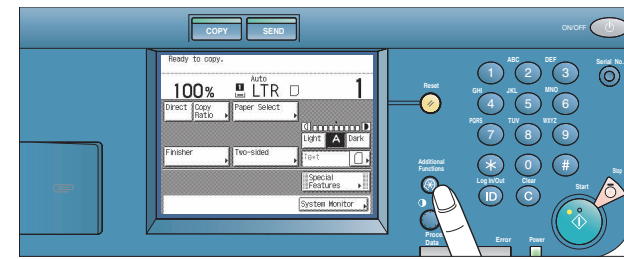 COPY SEND
ON/OFF
Ready to copy.
100% Auto LTR 1
Direct Copy Ratio Paper Select
Light A Dark
Finisher Two-sided Text
Special Features
System Monitor
Reset
Additional Functions
ABC DEF
1 2 3
GHI JKL MNO
4 5 6
PQRS TUV WXYZ
7 8 9
* 0 #
Log In/Out Clear
ID C
Serial No.
Stop
Start
Data Error Power